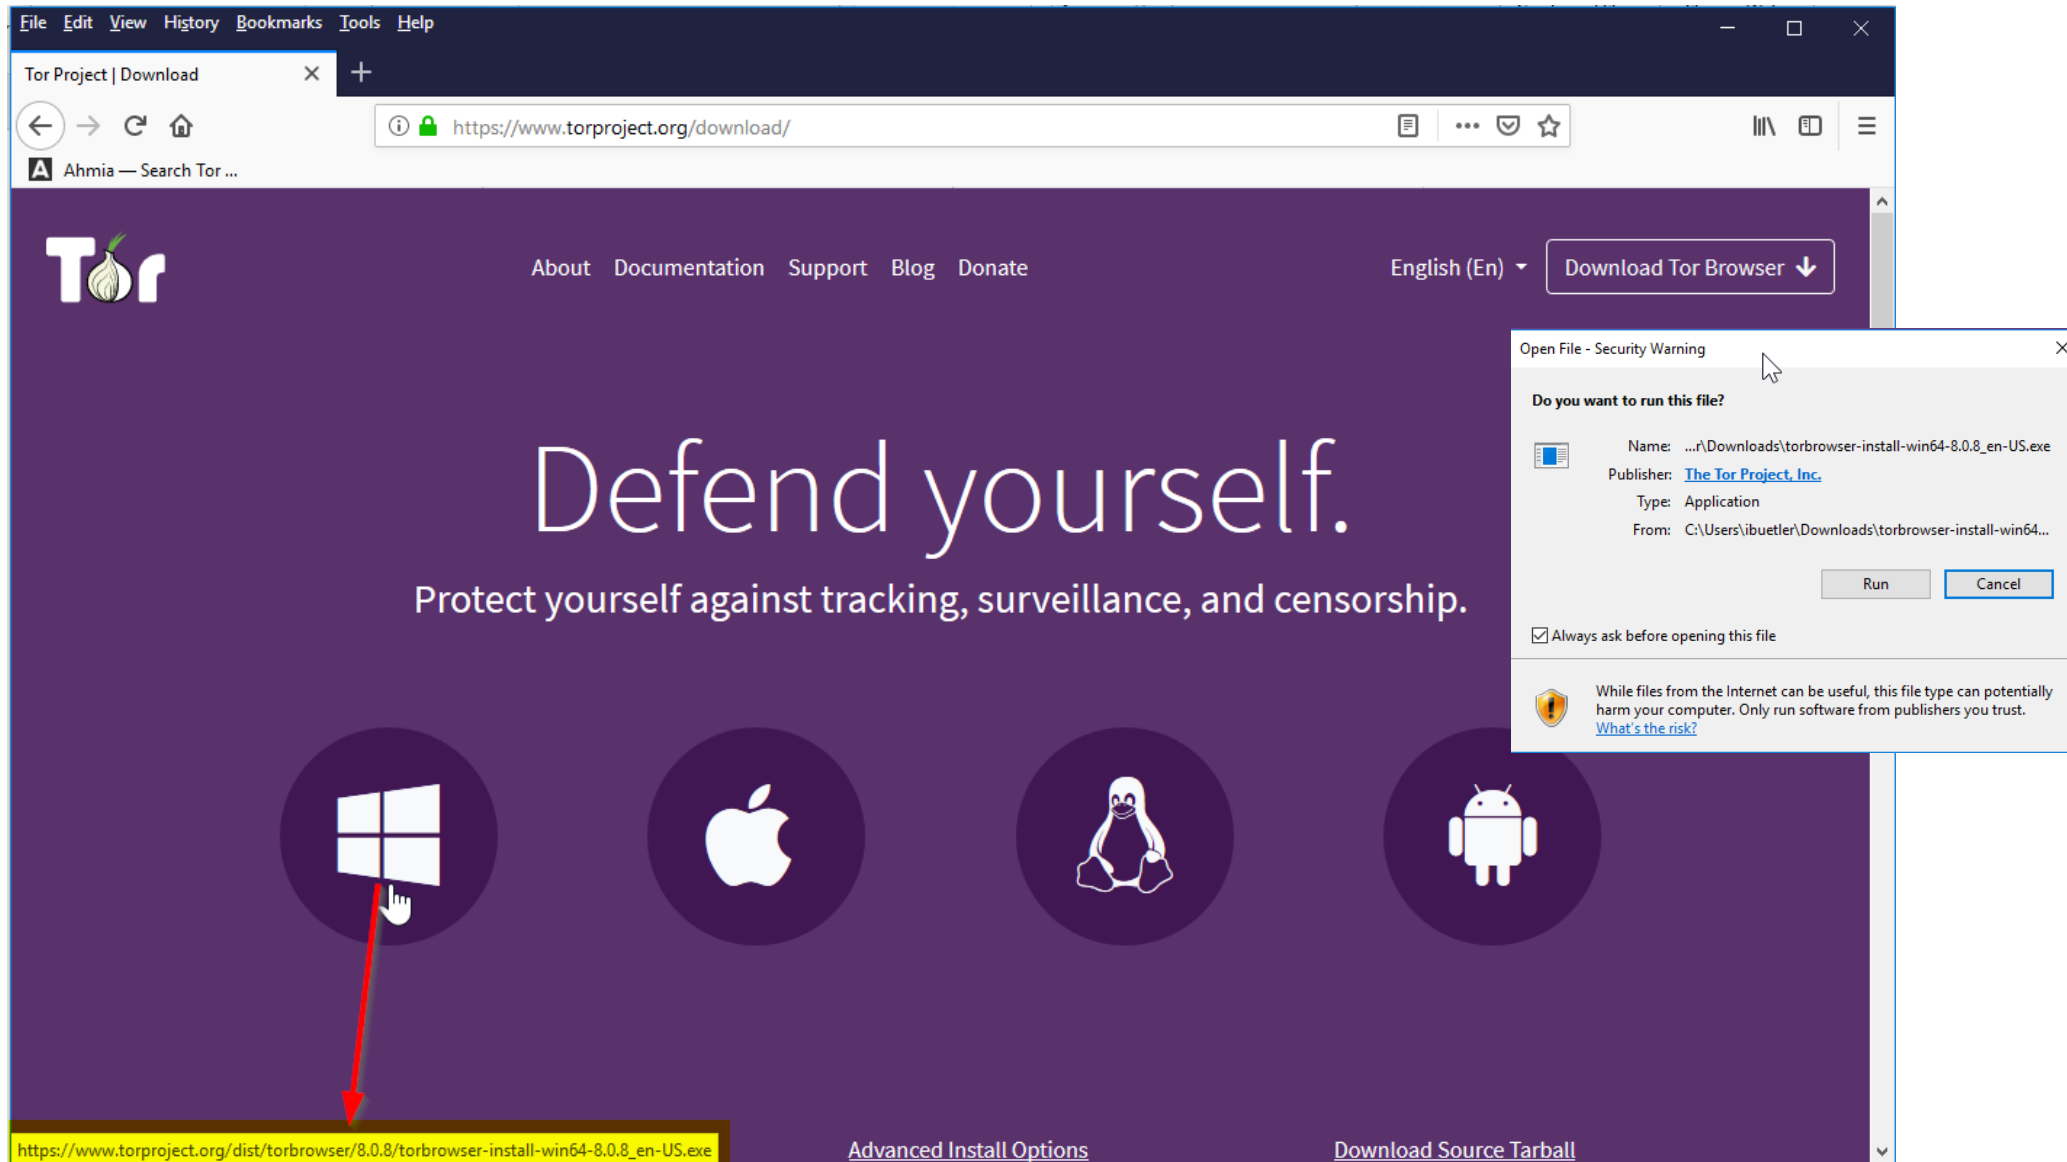 File Edit View History Bookmarks Tools Help
Tor Project | Download
https://www.torproject.org/download/
A Ahmia — Search Tor ...
Tor
About Documentation Support Blog Donate
English (En)
Download Tor Browser
Defend yourself.
Protect yourself against tracking, surveillance, and censorship.
Open File - Security Warning
Do you want to run this file?
Name: ...r\Downloads\torbrowser-install-win64-8.0.8_en-US.exe
Publisher: The Tor Project, Inc.
Type: Application
From: C:\Users\ibuetler\Downloads\torbrowser-install-win64...
Run Cancel
Always ask before opening this file
While files from the Internet can be useful, this file type can potentially
harm your computer. Only run software from publishers you trust.
What's the risk?
https://www.torproject.org/dist/torbrowser/8.0.8/torbrowser-install-win64-8.0.8_en-US.exe
Advanced Install Options
Download Source Tarball